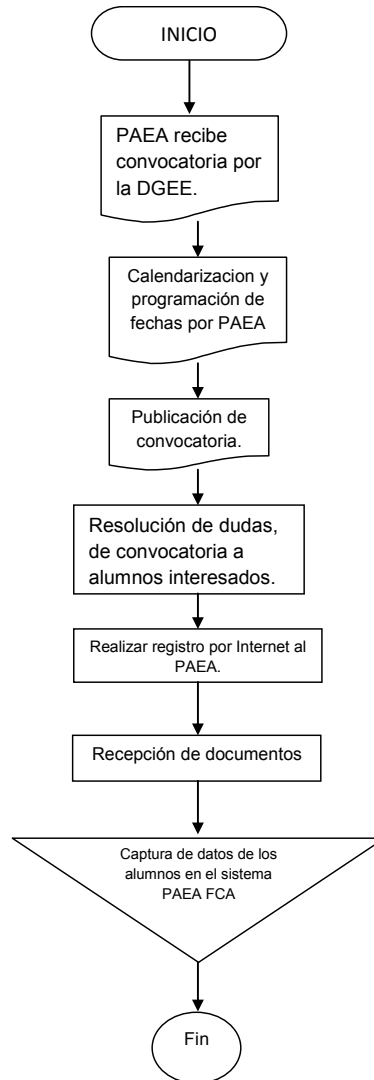 INICIO
PAEA recibe
convocatoria por
la DGEE.
Calendarizacion y
programación de
fechas por PAEA
Publicación de
convocatoria.
Resolución de dudas,
de convocatoria a
alumnos interesados.
Realizar registro por Internet al
PAEA.
Recepción de documentos
Captura de datos de los
alumnos en el sistema
PAEA FCA
Fin